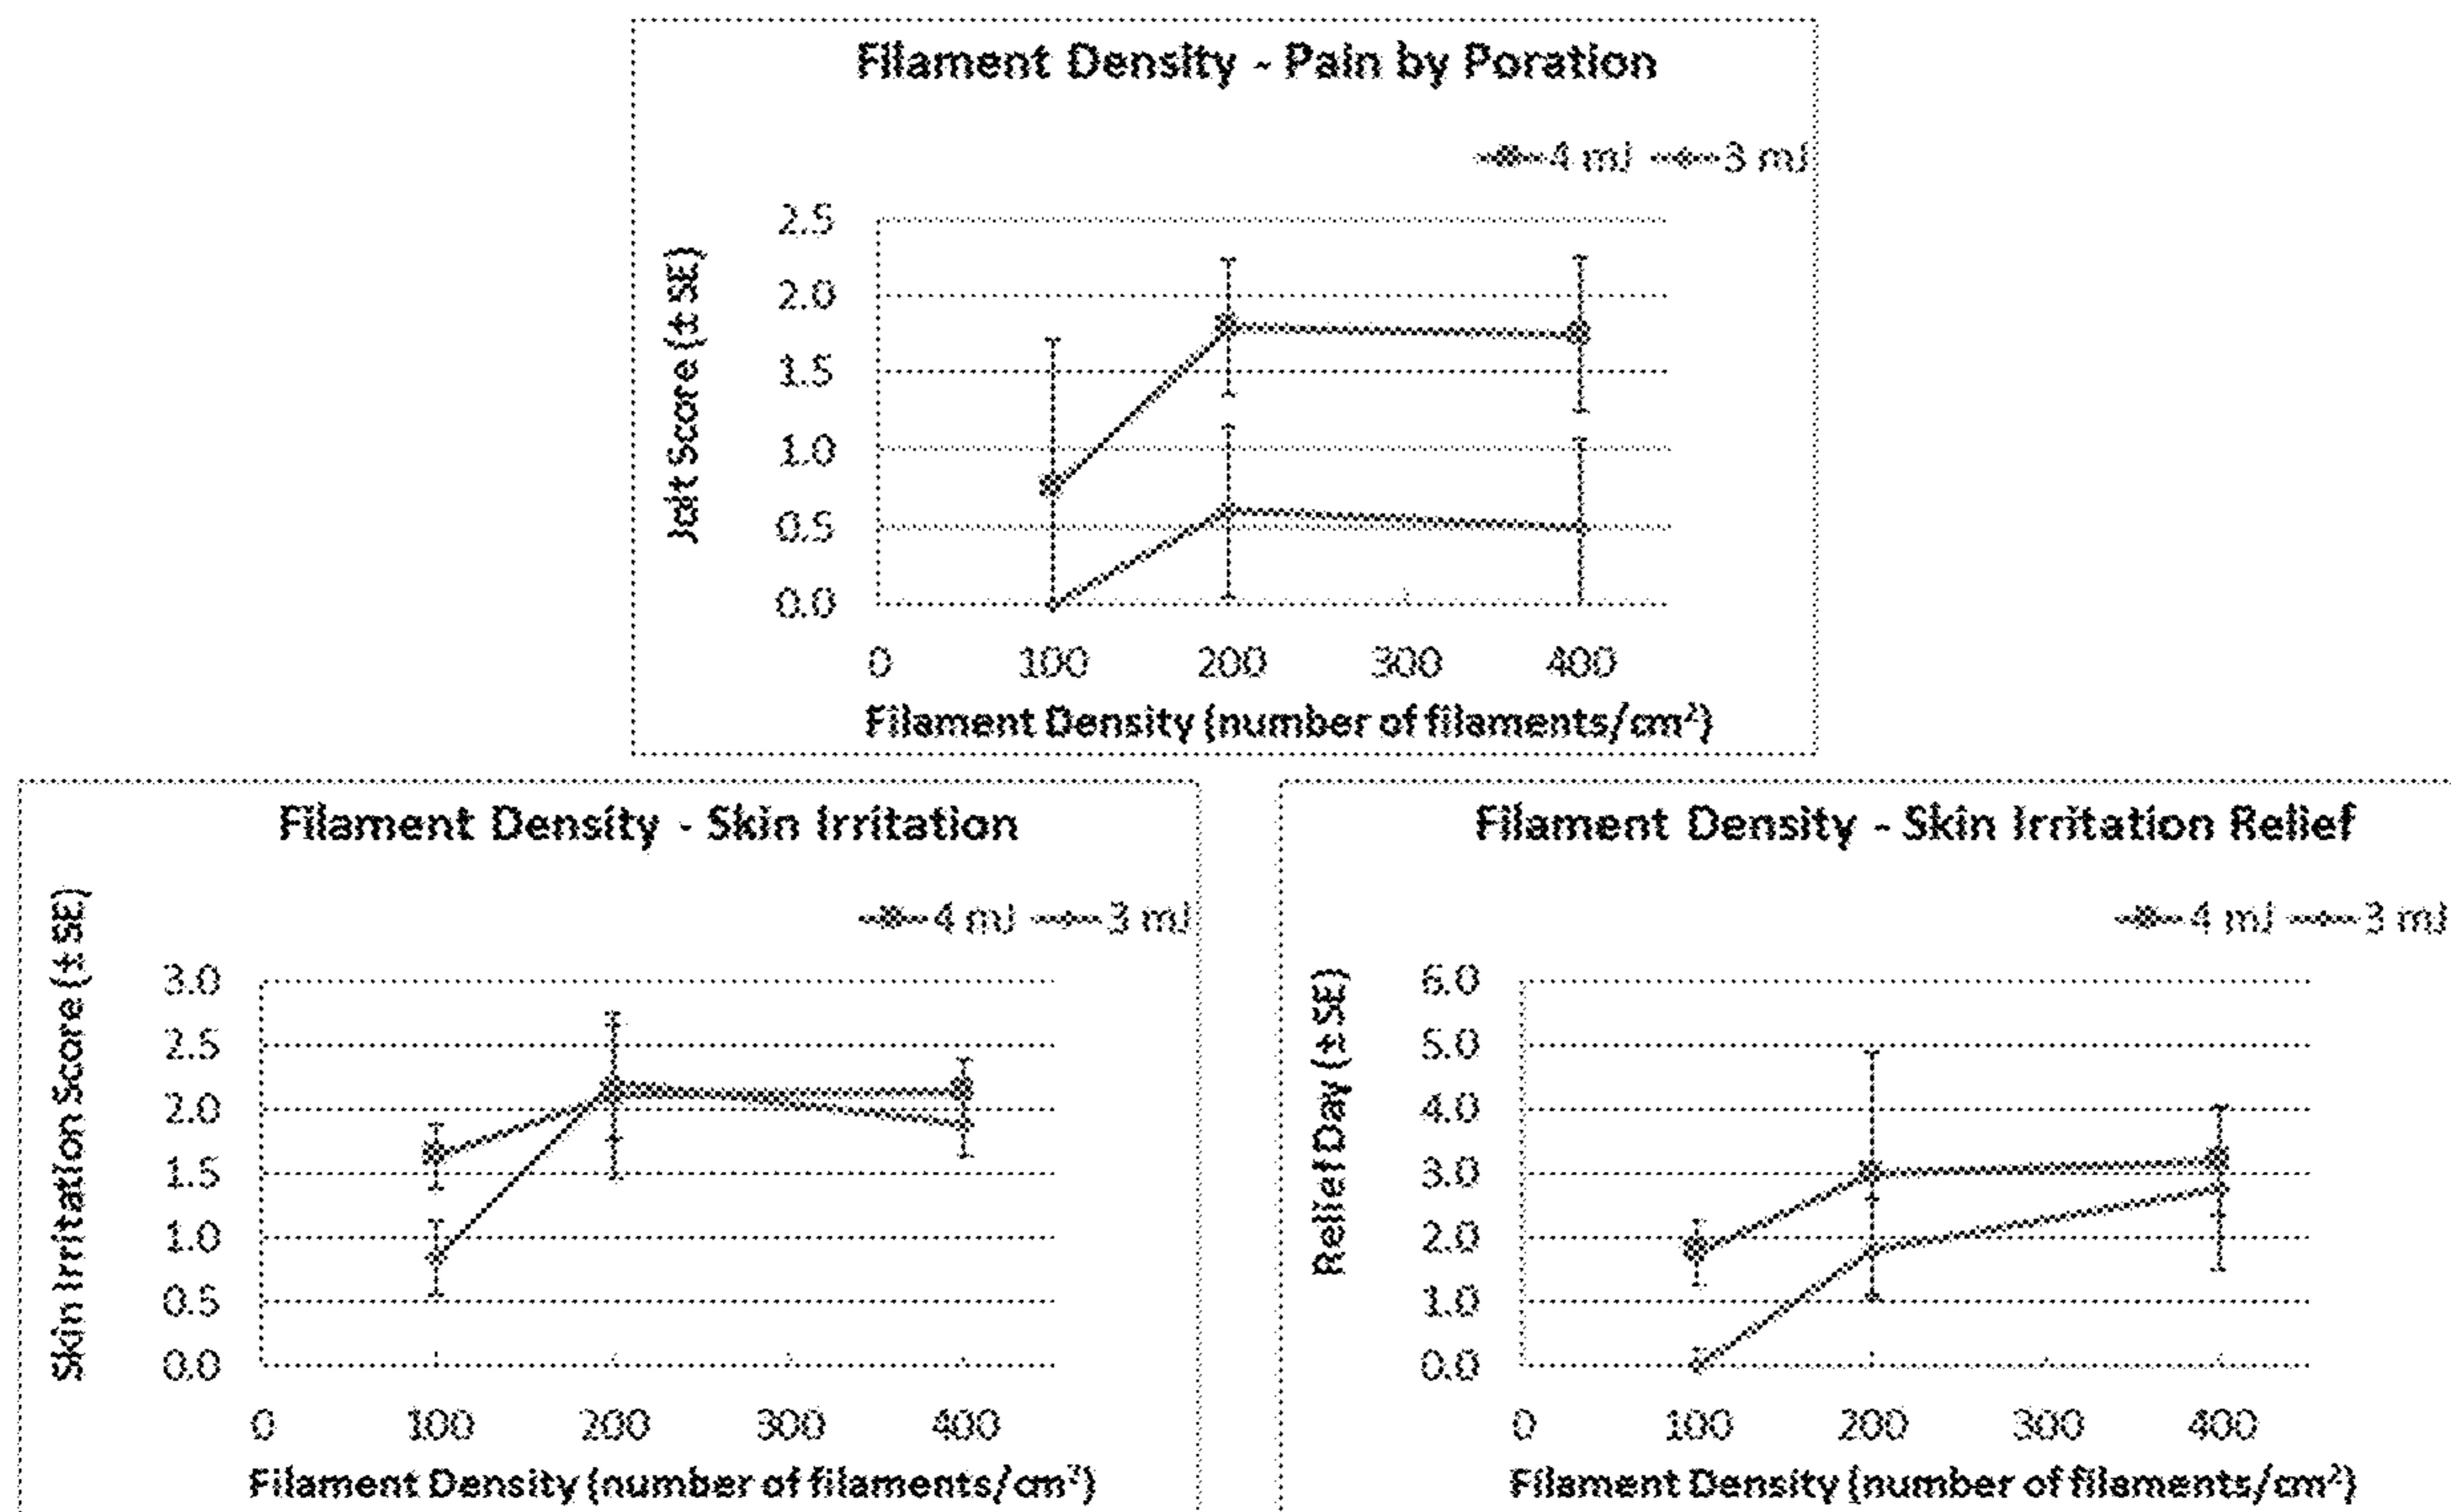 Filament Density - Pain by Poration
4 mJ 3 mJ
Jolt Score (± SE)
2.5
2.0
1.5
1.0
0.5
0.0
0 100 200 300 400
Filament Density (number of filaments/cm²)
Filament Density - Skin Irritation
4 mJ 3 mJ
Skin Irritation Score (± SE)
3.0
2.5
2.0
1.5
1.0
0.5
0.0
0 100 200 300 400
Filament Density (number of filaments/cm²)
Filament Density - Skin Irritation Relief
4 mJ 3 mJ
Relief Day (± SE)
6.0
5.0
4.0
3.0
2.0
1.0
0.0
0 100 200 300 400
Filament Density (number of filaments/cm²)